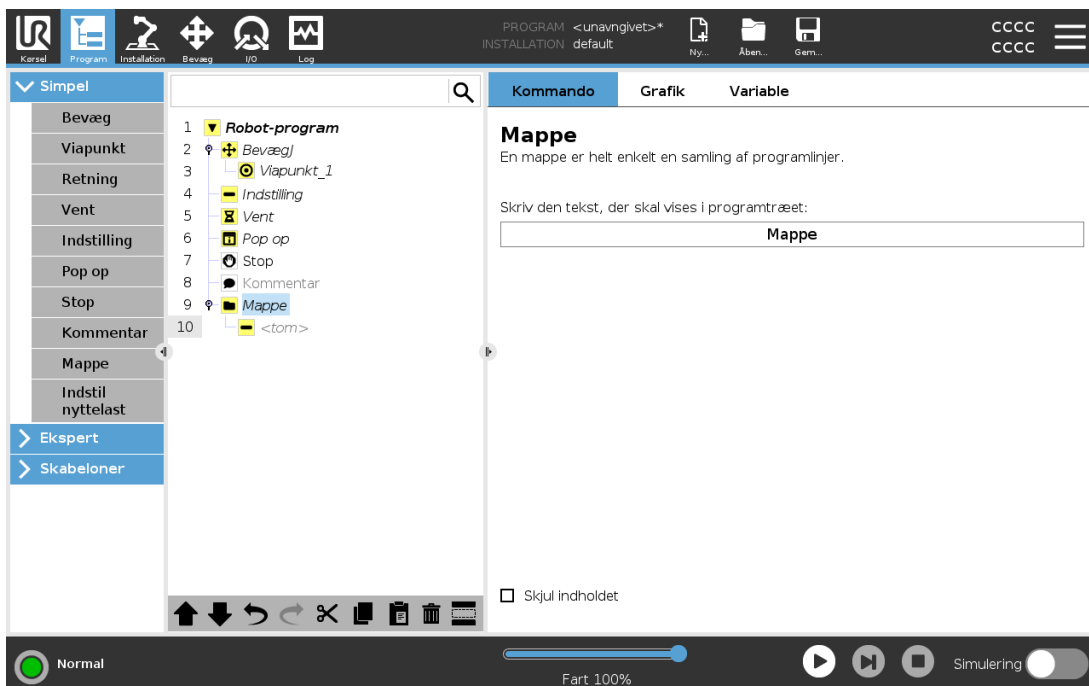 UR
PROGRAM <unavngivet>*
INSTALLATION default
Kørsel
Program
Installation
Bevæg
I/O
Log
Ny...
Åben...
Gem...
CCCC
CCCC
Simpel
Bevæg
Viapunkt
Retning
Vent
Indstilling
Pop op
Stop
Kommentar
Mappe
Indstil
nyttelast
Ekspert
Skabeloner
1 Robot-program
2 BevægJ
3 Viapunkt_1
4 Indstilling
5 Vent
6 Pop op
7 Stop
8 Kommentar
9 Mappe
10 <tom>
Kommando Grafik Variable
Mappe
En mappe er helt enkelt en samling af programlinjer.
Skriv den tekst, der skal vises i programtræet:
Mappe
Skjul indholdet
Normal
Fart 100%
Simulering